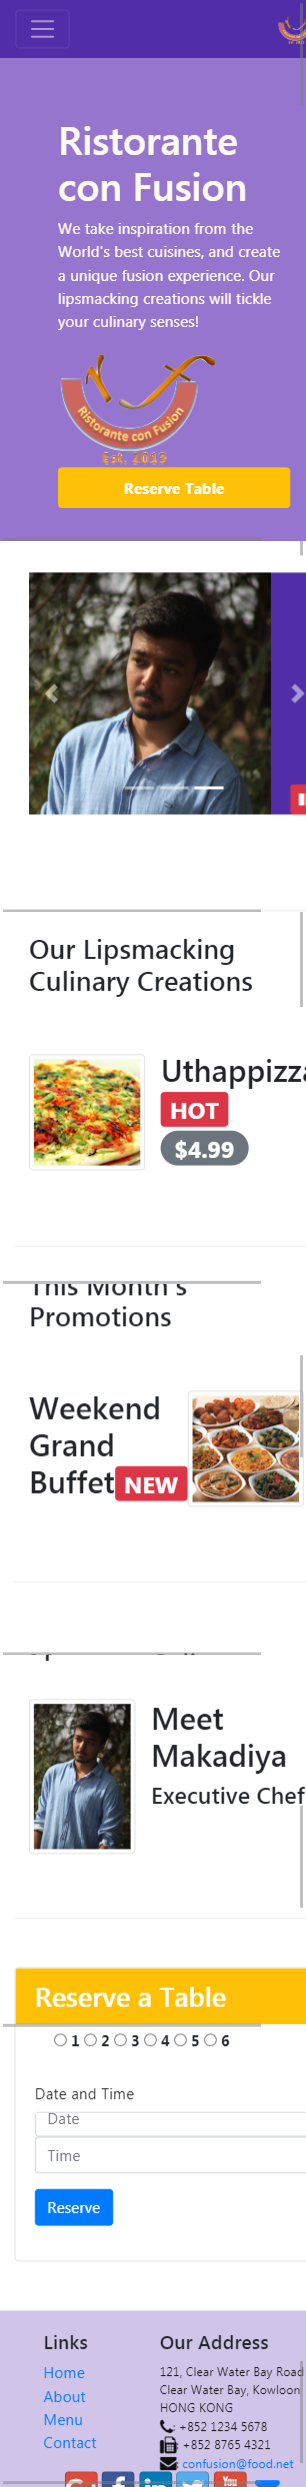 Ristorante
con Fusion
We take inspiration from the
World's best cuisines, and create
a unique fusion experience. Our
lipsmacking creations will tickle
your culinary senses!
Ristorante con Fusion
Est. 2013
Reserve Table
Our Lipsmacking
Culinary Creations
Uthappizza
HOT
$4.99
This Month's
Promotions
Weekend
Grand
Buffet NEW
Meet
Makadiya
Executive Chef
Reserve a Table
1 2 3 4 5 6
Date and Time
Date
Time
Reserve
Links
Home
About
Menu
Contact
Our Address
121, Clear Water Bay Road
Clear Water Bay, Kowloon
HONG KONG
: +852 1234 5678
: +852 8765 4321
: confusion@food.net
You